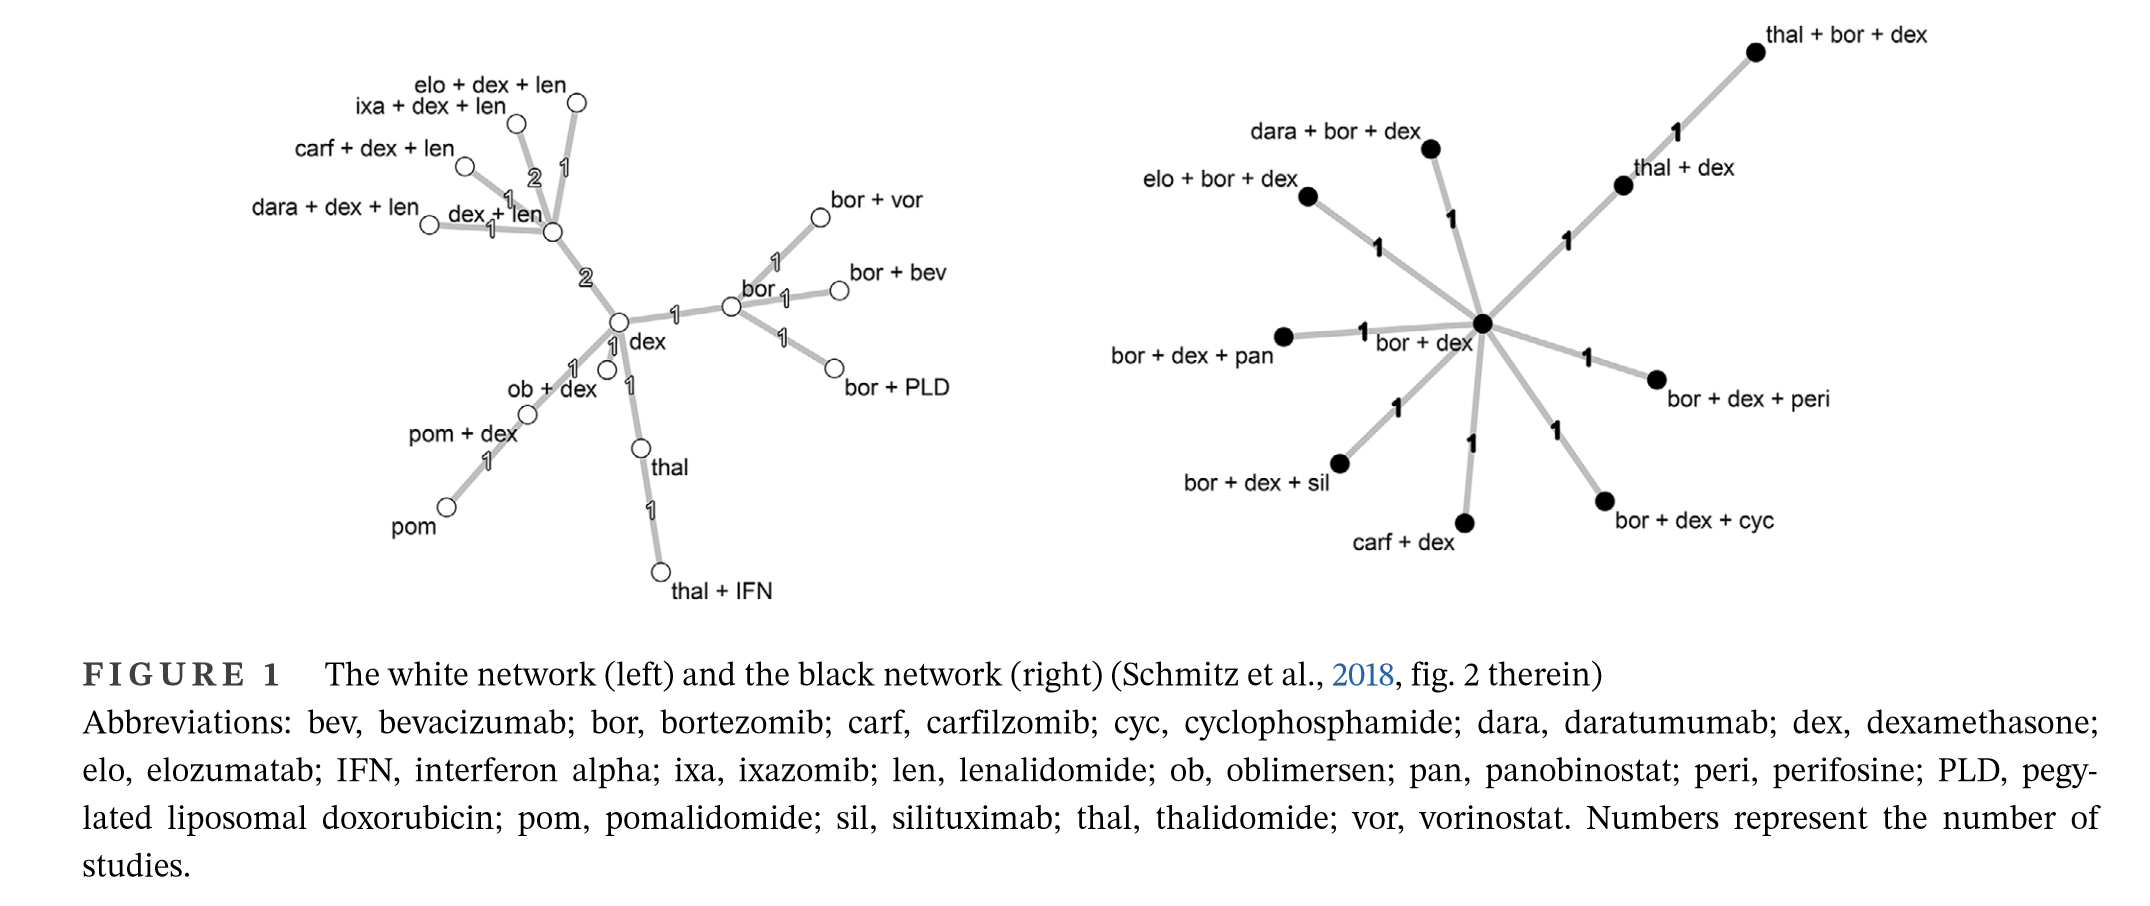 elo + dex + len
ixa + dex + len
carf + dex + len
dara + dex + len
dex + len
1
2
1
1
2
bor + vor
bor + bev
bor
bor + PLD
1
1
1
1
dex
1
1
1
ob + dex
pom + dex
1
pom
thal
1
thal + IFN
thal + bor + dex
1
thal + dex
1
dara + bor + dex
1
elo + bor + dex
1
1
bor + dex
bor + dex + pan
1
bor + dex + peri
1
bor + dex + sil
1
carf + dex
1
bor + dex + cyc
FIGURE 1 The white network (left) and the black network (right) (Schmitz et al., 2018, fig. 2 therein)
Abbreviations: bev, bevacizumab; bor, bortezomib; carf, carfilzomib; cyc, cyclophosphamide; dara, daratumumab; dex, dexamethasone;
elo, elozumatab; IFN, interferon alpha; ixa, ixazomib; len, lenalidomide; ob, oblimersen; pan, panobinostat; peri, perifosine; PLD, pegy-
lated liposomal doxorubicin; pom, pomalidomide; sil, silituximab; thal, thalidomide; vor, vorinostat. Numbers represent the number of
studies.